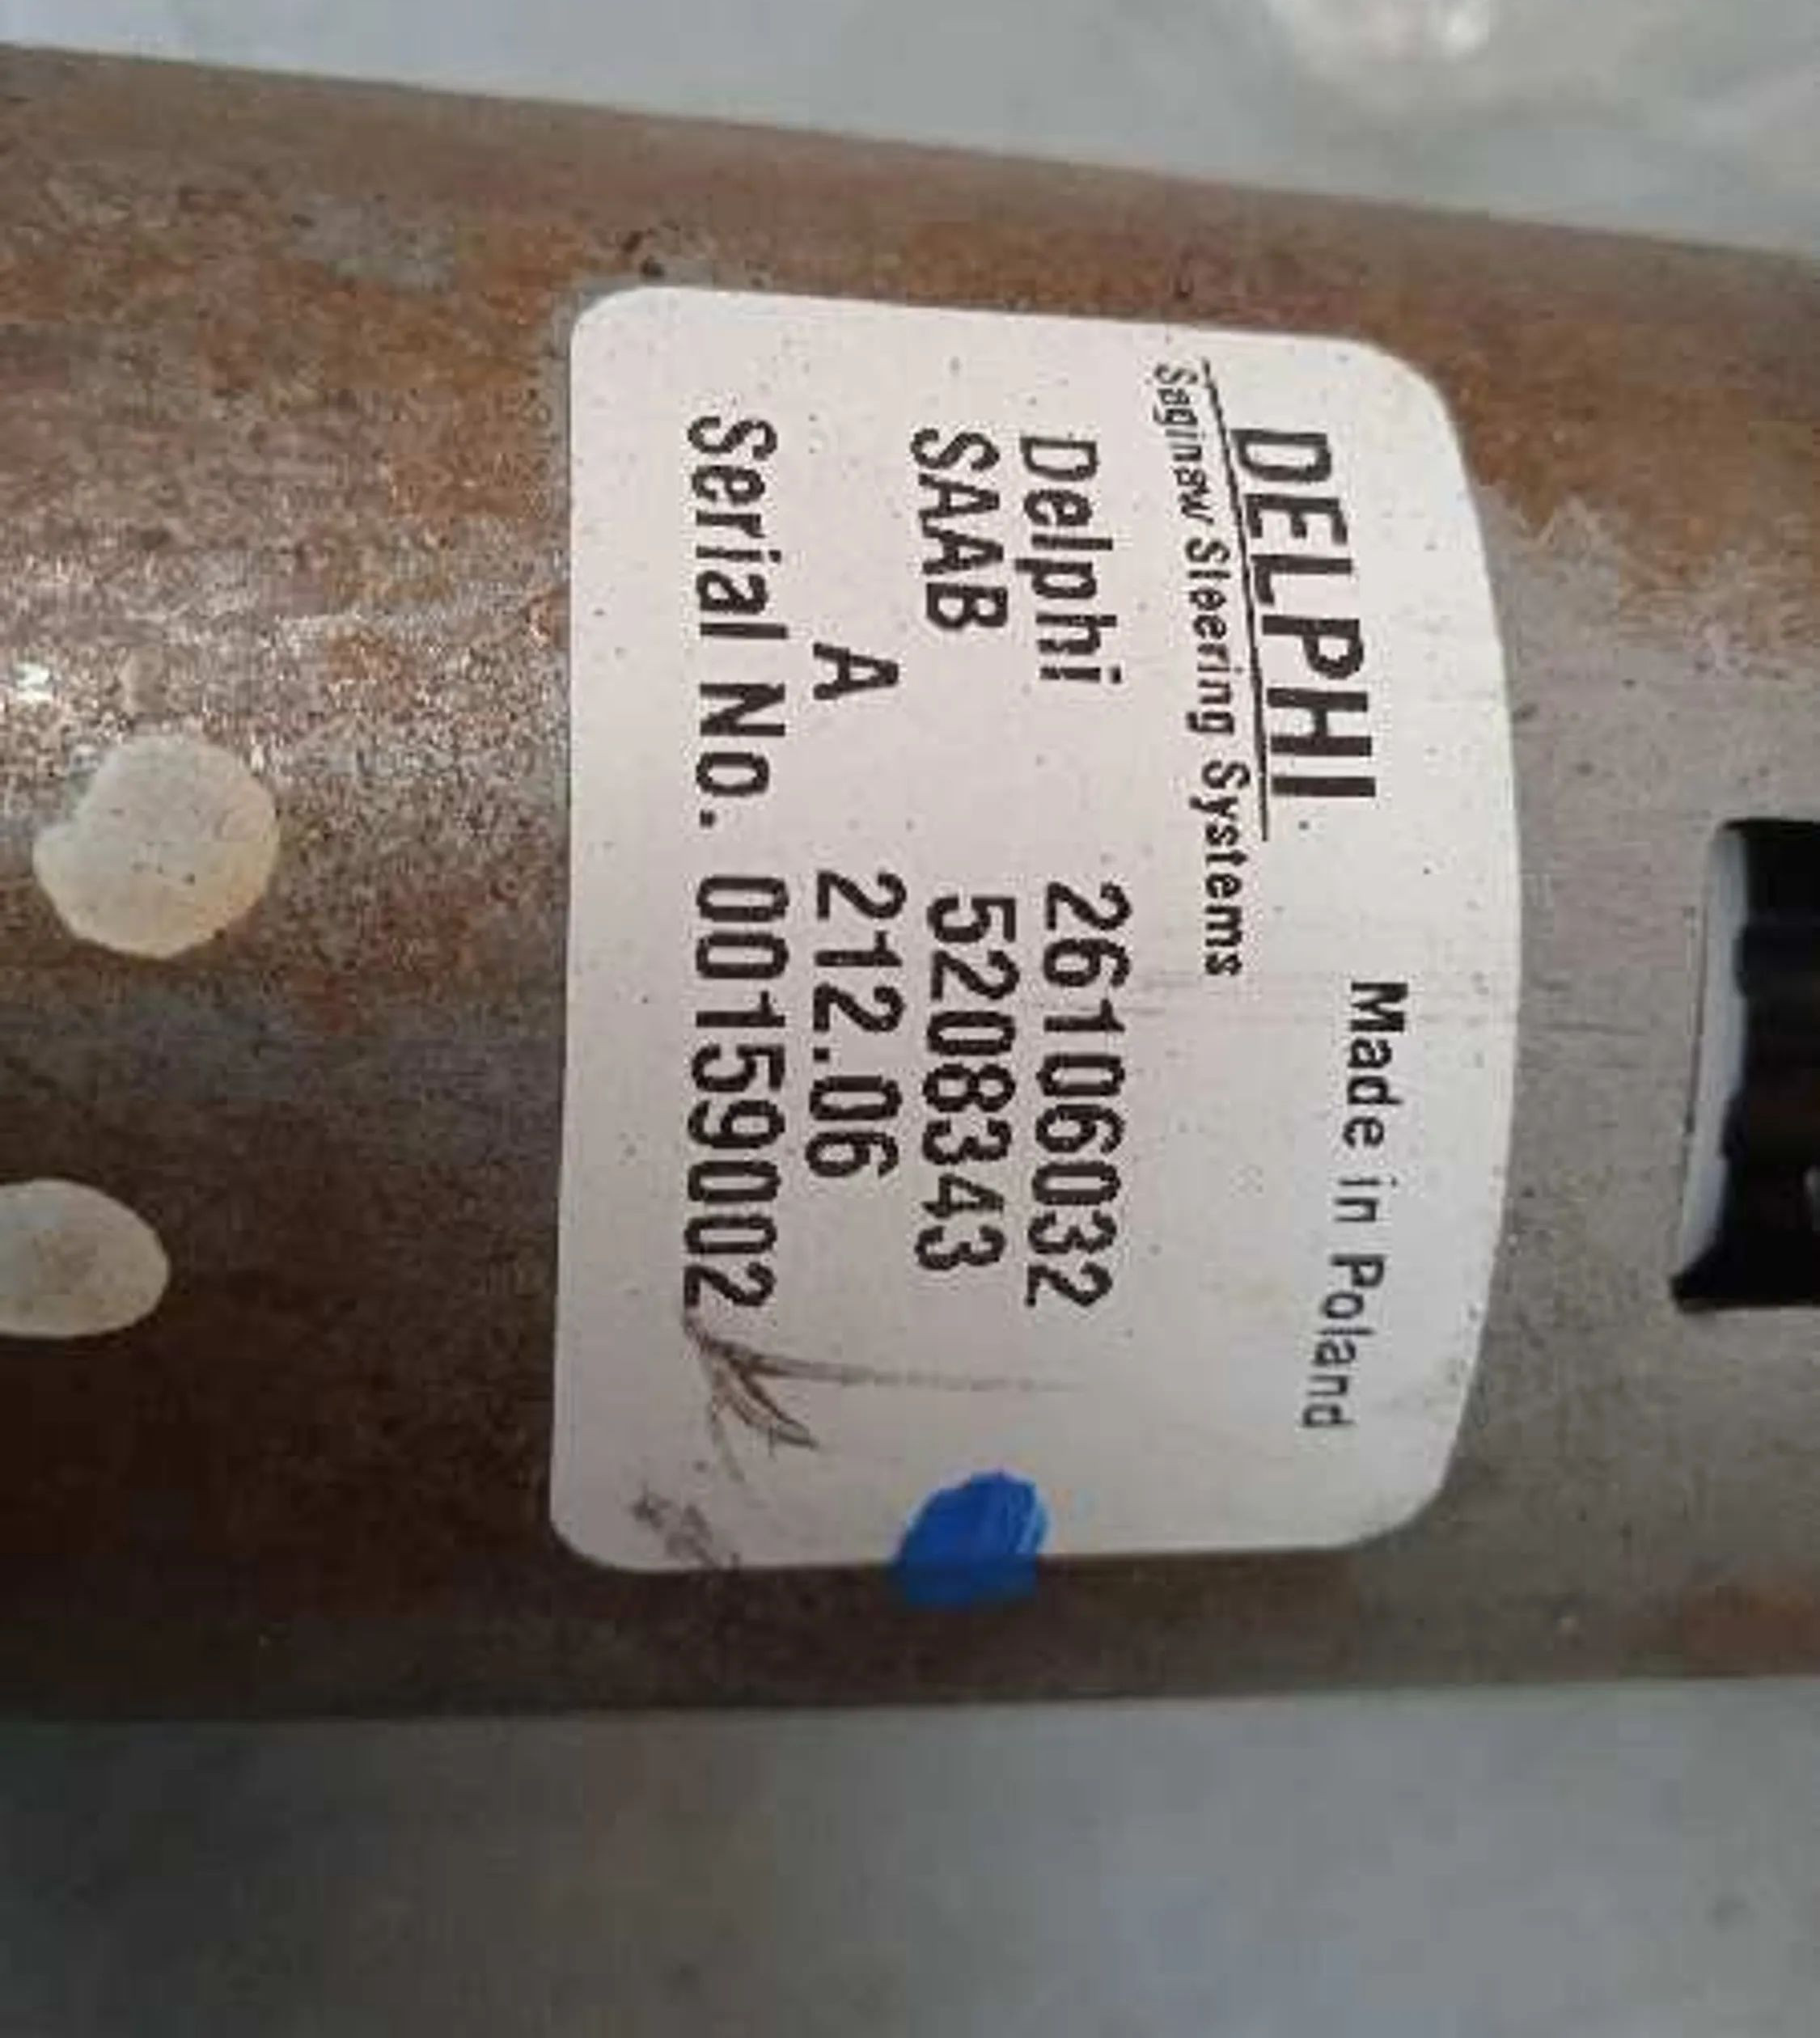 DELPHI Made in Poland
Saginaw Steering Systems
Delphi 26106032
SAAB 5208343
A 212.06
Serial No. 00159002